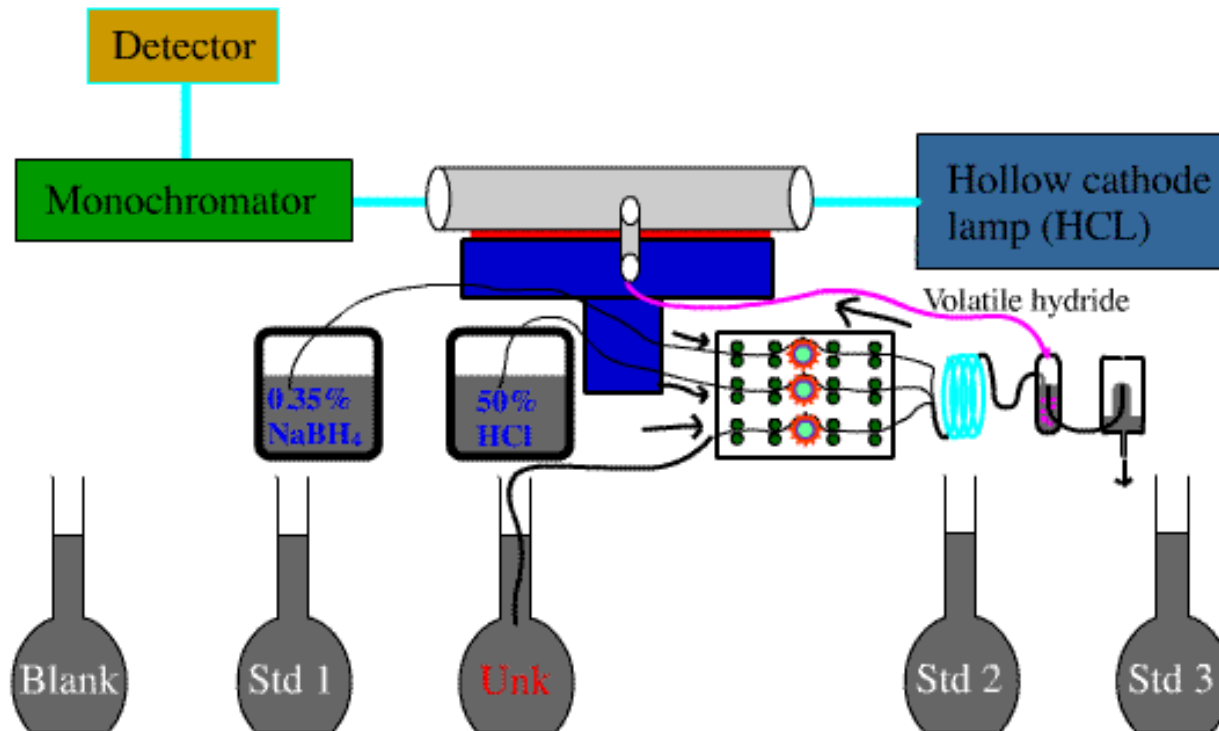 Detector
Monochromator
Hollow cathode
lamp (HCL)
Volatile hydride
0.35%
NaBH₄
50%
HCl
Blank
Std 1
Unk
Std 2
Std 3